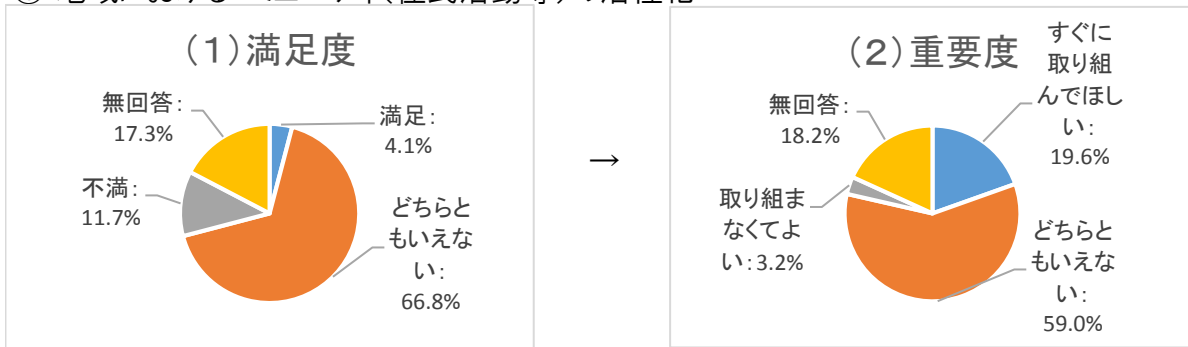 (1)満足度
満足:
4.1%
どちらと
もいえな
い:
66.8%
不満:
11.7%
無回答:
17.3%
→
(2)重要度
すぐに
取り組
んでほし
い:
19.6%
どちらと
もいえな
い:
59.0%
取り組ま
なくてよ
い:3.2%
無回答:
18.2%